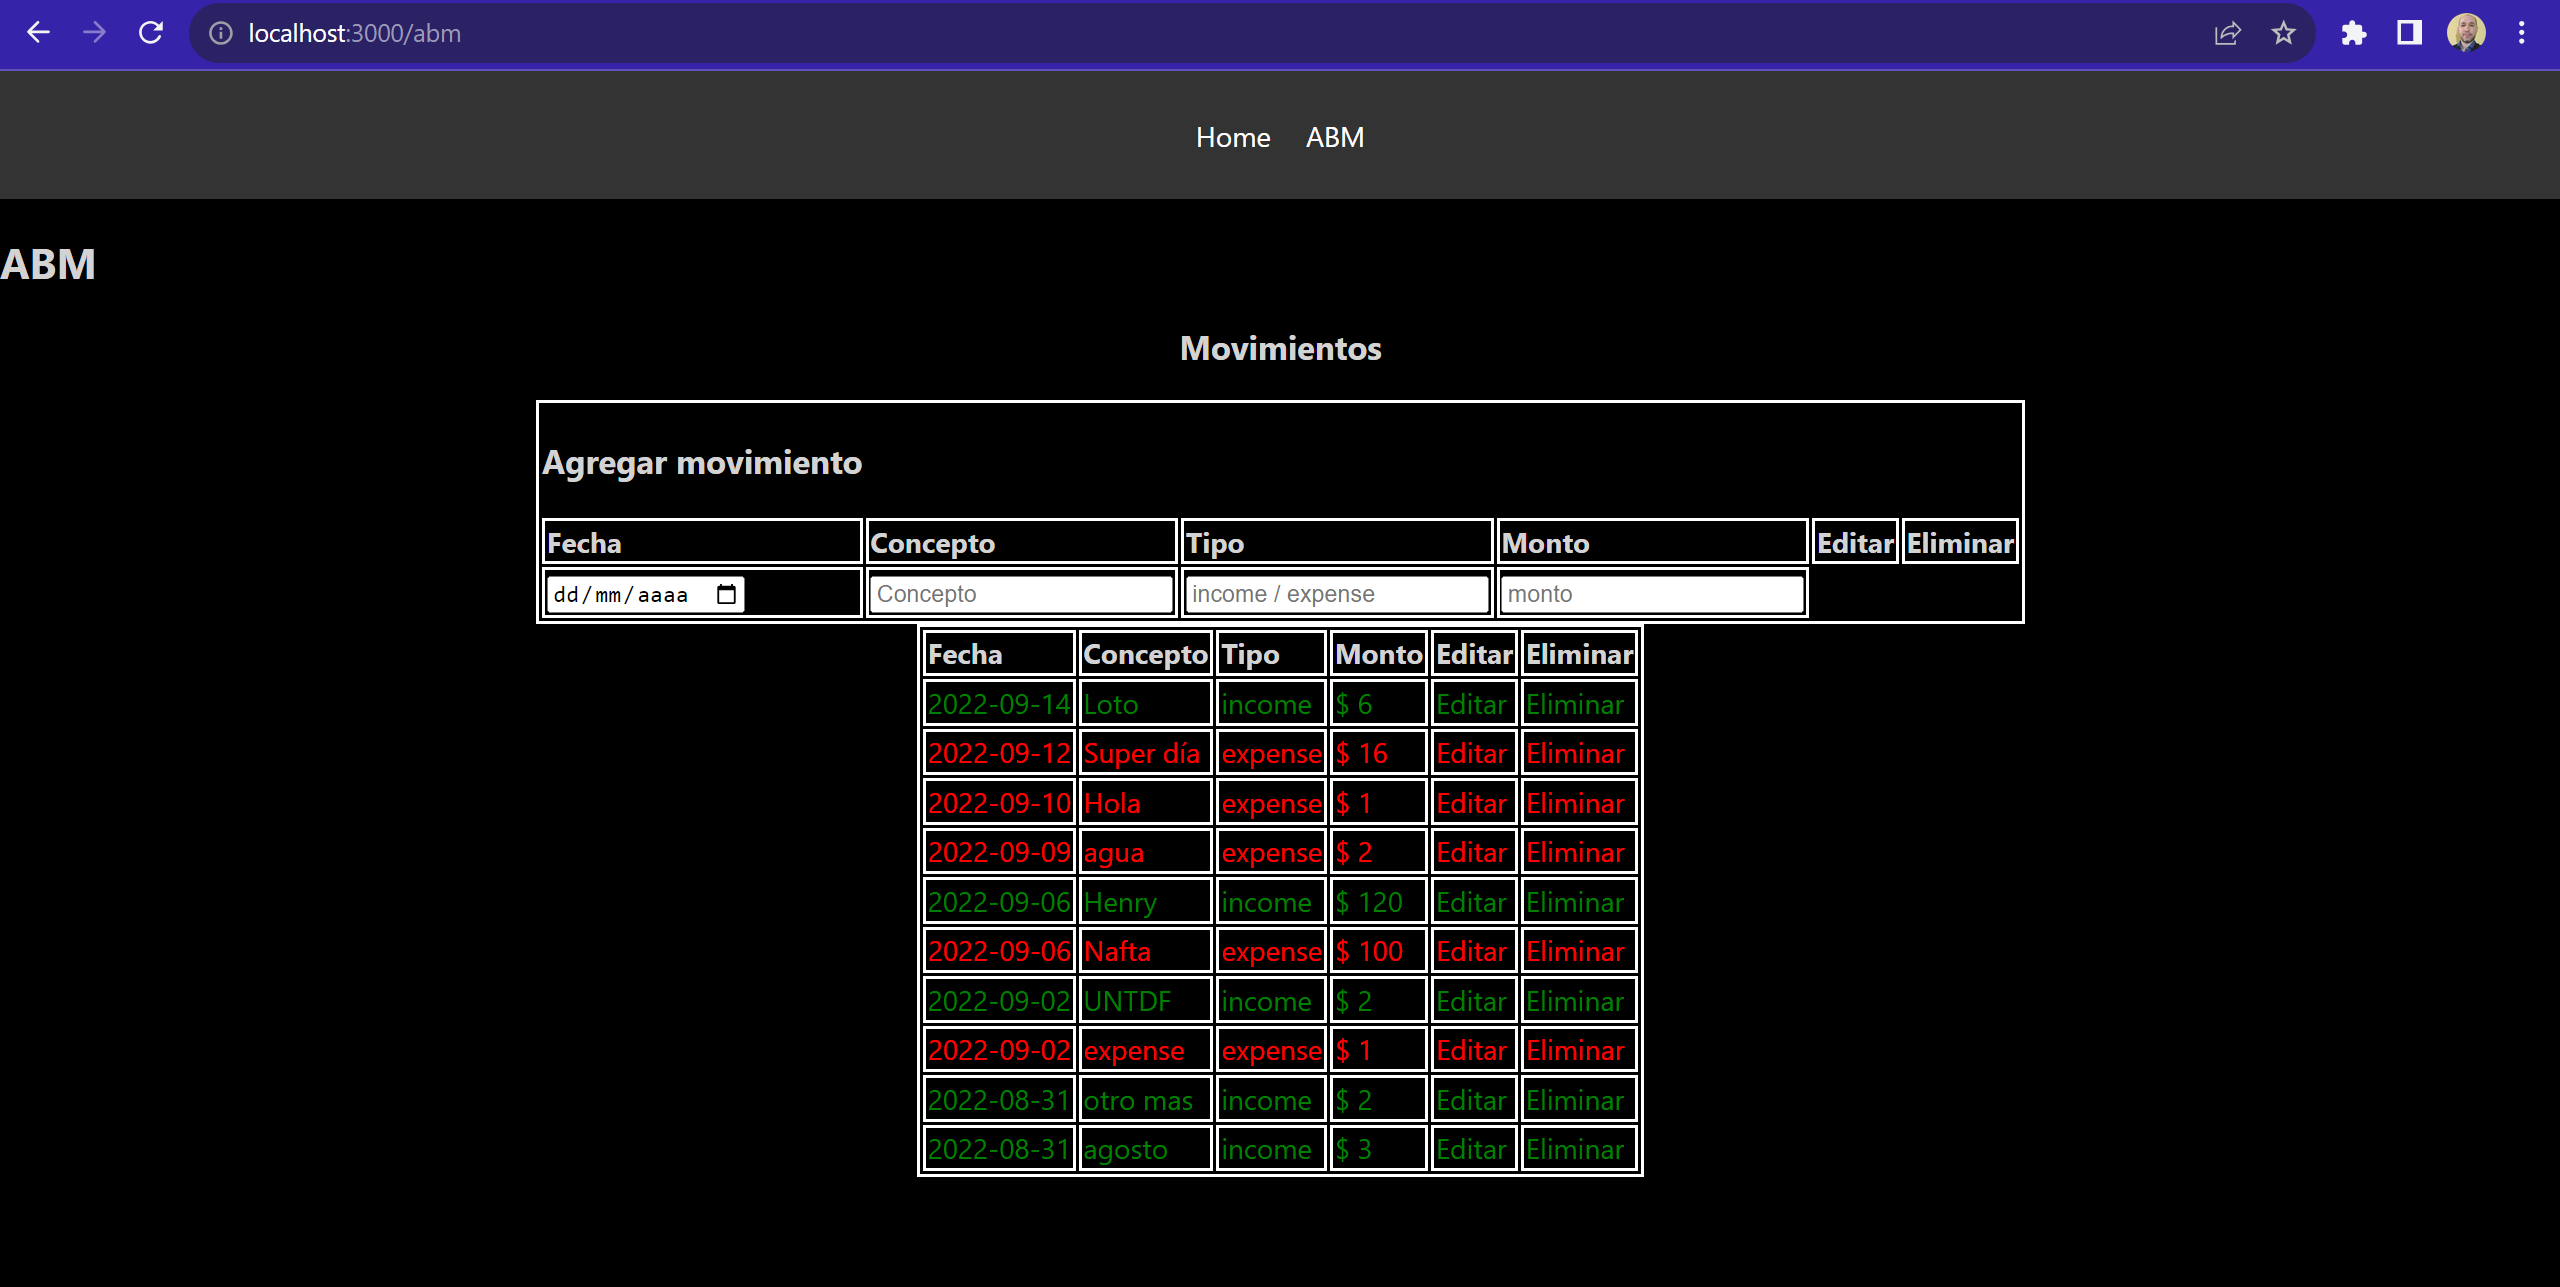 localhost:3000/abm
Home ABM
ABM
Movimientos
Agregar movimiento
Fecha Concepto Tipo Monto Editar Eliminar
dd/mm/aaaa Concepto income / expense monto
Fecha Concepto Tipo Monto Editar Eliminar
2022-09-14 Loto income $ 6 Editar Eliminar
2022-09-12 Super día expense $ 16 Editar Eliminar
2022-09-10 Hola expense $ 1 Editar Eliminar
2022-09-09 agua expense $ 2 Editar Eliminar
2022-09-06 Henry income $ 120 Editar Eliminar
2022-09-06 Nafta expense $ 100 Editar Eliminar
2022-09-02 UNTDF income $ 2 Editar Eliminar
2022-09-02 expense expense $ 1 Editar Eliminar
2022-08-31 otro mas income $ 2 Editar Eliminar
2022-08-31 agosto income $ 3 Editar Eliminar